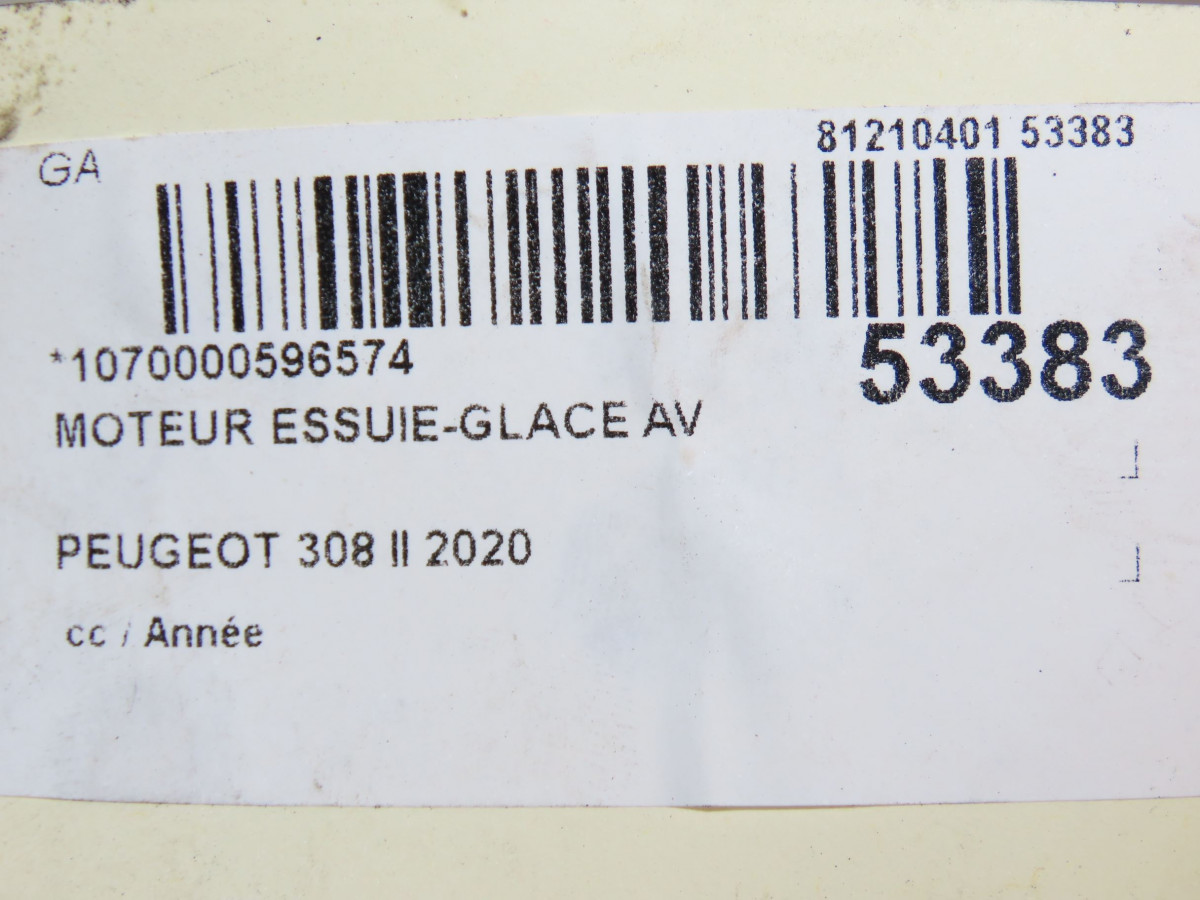 GA
81210401 53383
*1070000596574
53383
MOTEUR ESSUIE-GLACE AV
PEUGEOT 308 II 2020
cc / Année